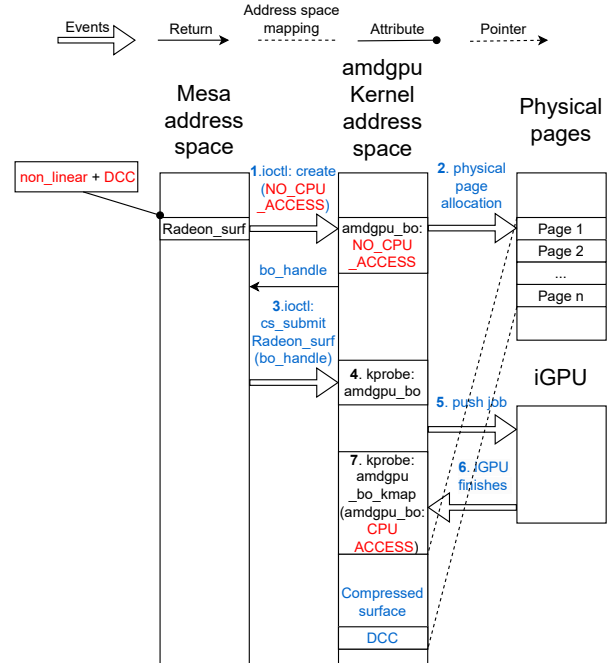 Events
Return
Address space
mapping
Attribute
Pointer
Mesa
address
space
amdgpu
Kernel
address
space
Physical
pages
non_linear + DCC
1.ioctl: create
(NO_CPU
_ACCESS)
2. physical
page
allocation
Radeon_surf
amdgpu_bo:
NO_CPU
_ACCESS
Page 1
Page 2
...
Page n
bo_handle
3.ioctl:
cs_submit
Radeon_surf
(bo_handle)
4. kprobe:
amdgpu_bo
iGPU
5. push job
6. iGPU
finishes
7. kprobe:
amdgpu
_bo_kmap
(amdgpu_bo:
CPU
ACCESS)
Compressed
surface
DCC